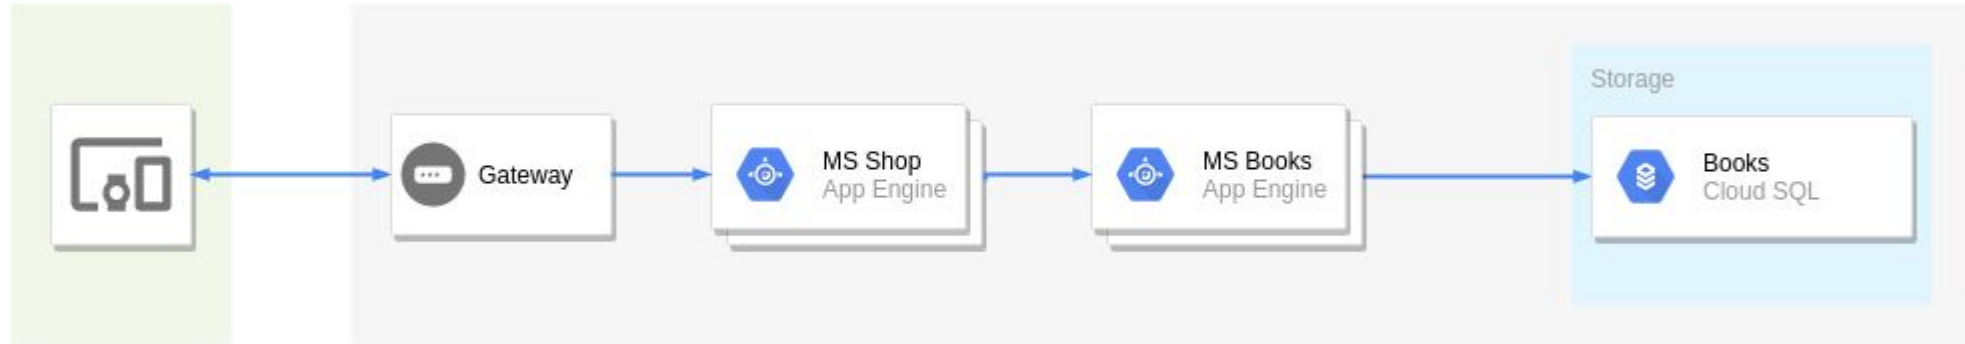 Storage
Gateway
MS Shop
App Engine
MS Books
App Engine
Books
Cloud SQL